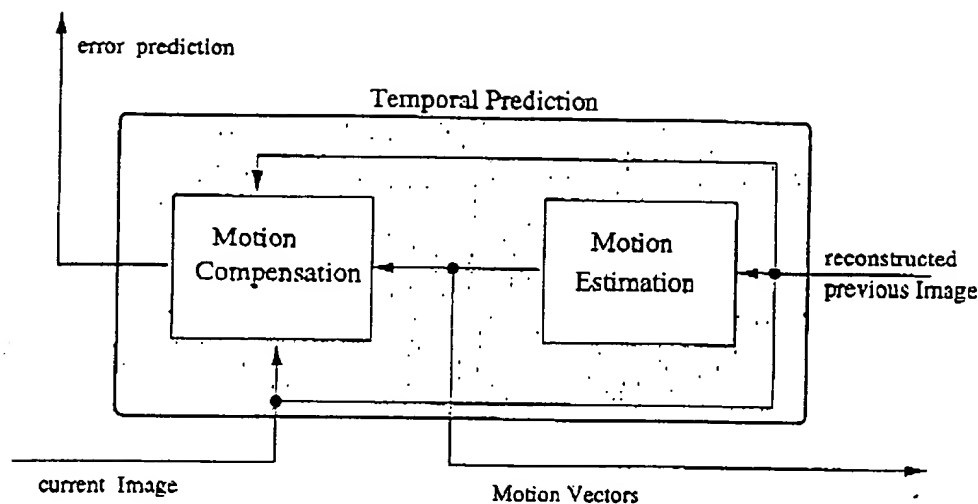 error prediction
Temporal Prediction
Motion
Compensation
Motion
Estimation
reconstructed
previous Image
current Image
Motion Vectors